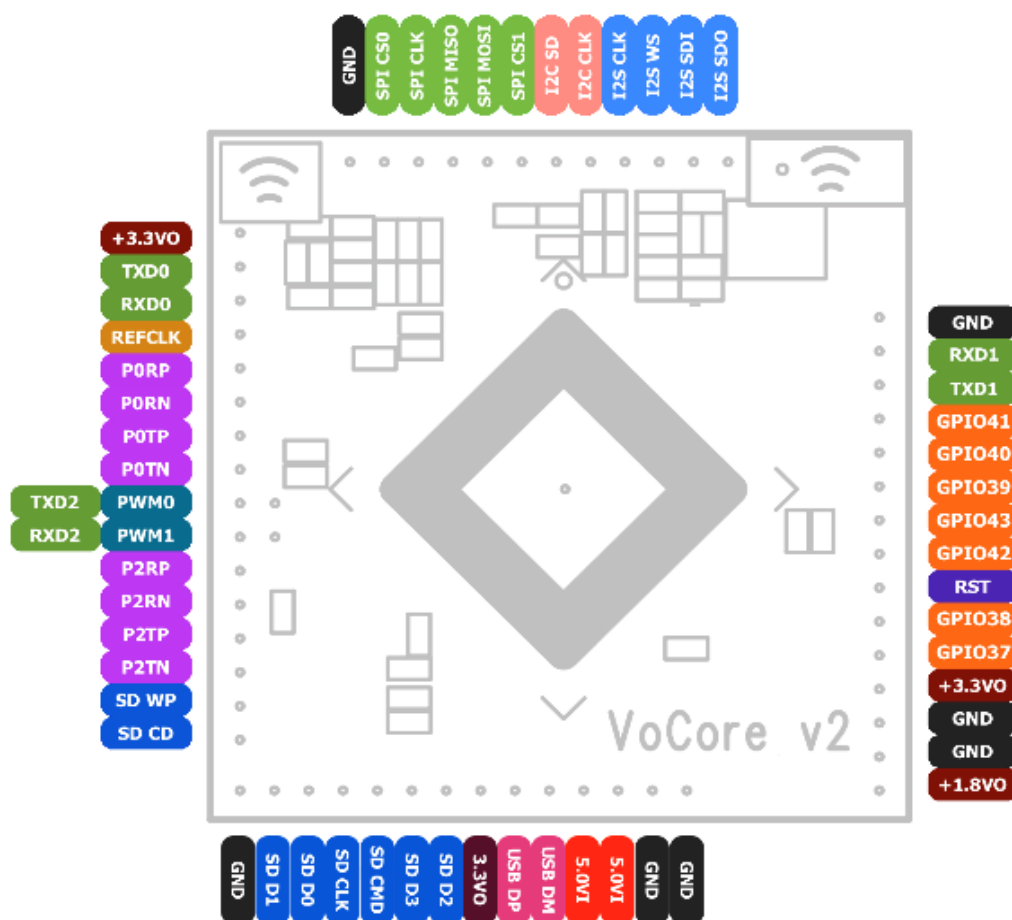 GND
SPI CS0
SPI CLK
SPI MISO
SPI MOSI
SPI CS1
I2C SD
I2C CLK
I2S CLK
I2S WS
I2S SDI
I2S SDO
+3.3VO
TXD0
RXD0
REFCLK
P0RP
P0RN
P0TP
P0TN
TXD2 PWM0
RXD2 PWM1
P2RP
P2RN
P2TP
P2TN
SD WP
SD CD
GND
RXD1
TXD1
GPIO41
GPIO40
GPIO39
GPIO43
GPIO42
RST
GPIO38
GPIO37
+3.3VO
GND
GND
+1.8VO
VoCore v2
GND
SD D1
SD D0
SD CLK
SD CMD
SD D3
SD D2
3.3VO
USB DP
USB DM
5.0VI
5.0VI
GND
GND